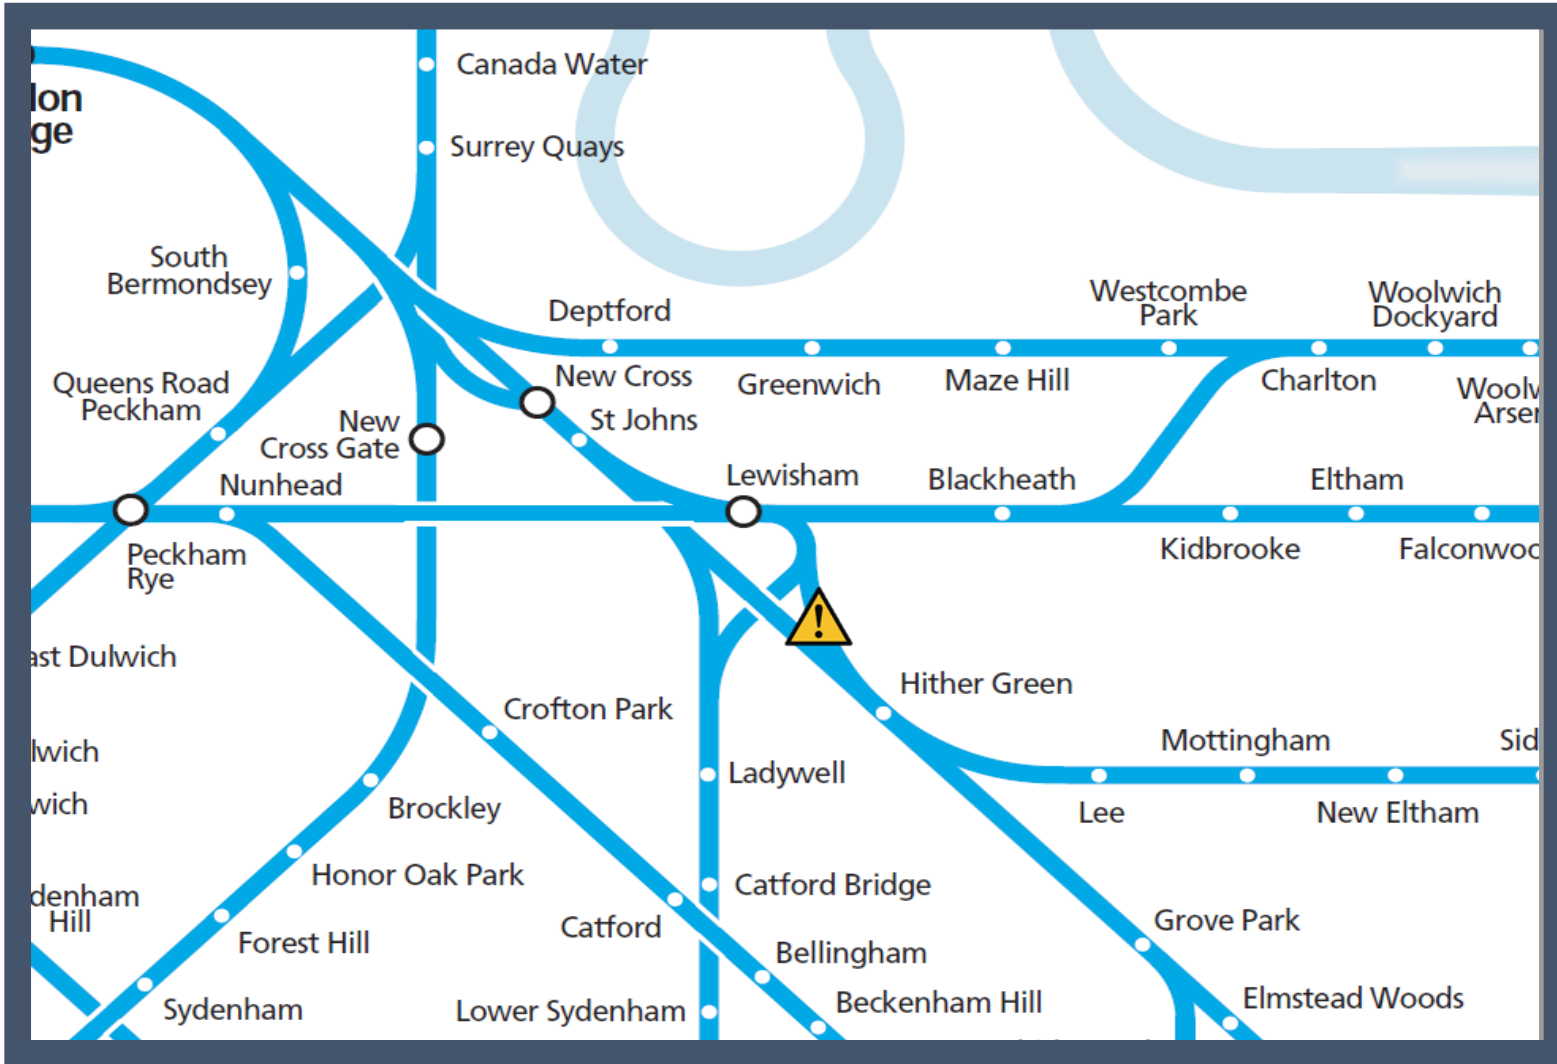 Canada Water
Surrey Quays
South
Bermondsey
Deptford
Westcombe
Park
Woolwich
Dockyard
Queens Road
Peckham
New Cross
Greenwich
Maze Hill
Charlton
New
Cross Gate
St Johns
Nunhead
Lewisham
Blackheath
Eltham
Peckham
Rye
Kidbrooke
Hither Green
Crofton Park
Mottingham
Ladywell
Brockley
Lee
New Eltham
Honor Oak Park
Catford Bridge
Hill
Forest Hill
Catford
Grove Park
Bellingham
Sydenham
Lower Sydenham
Beckenham Hill
Elmstead Woods